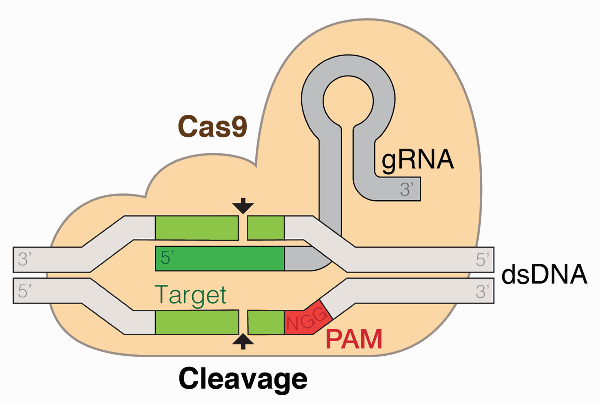 Cas9
gRNA
3'
3'
5'
5'
dsDNA
5'
3'
Target
NGG
PAM
Cleavage